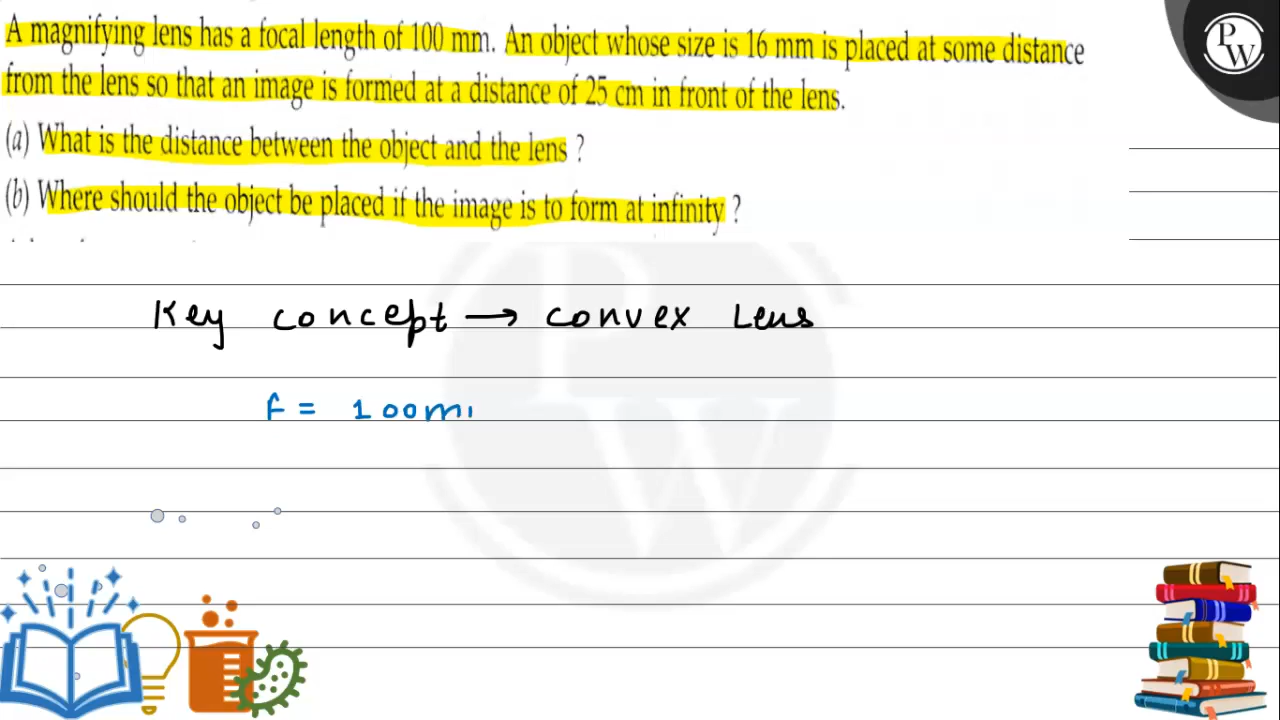 A magnifying lens has a focal length of 100 mm. An object whose size is 16 mm is placed at some distance
from the lens so that an image is formed at a distance of 25 cm in front of the lens.
(a) What is the distance between the object and the lens ?
(b) Where should the object be placed if the image is to form at infinity ?
Key concept → convex Lens
f = 100m
P
W